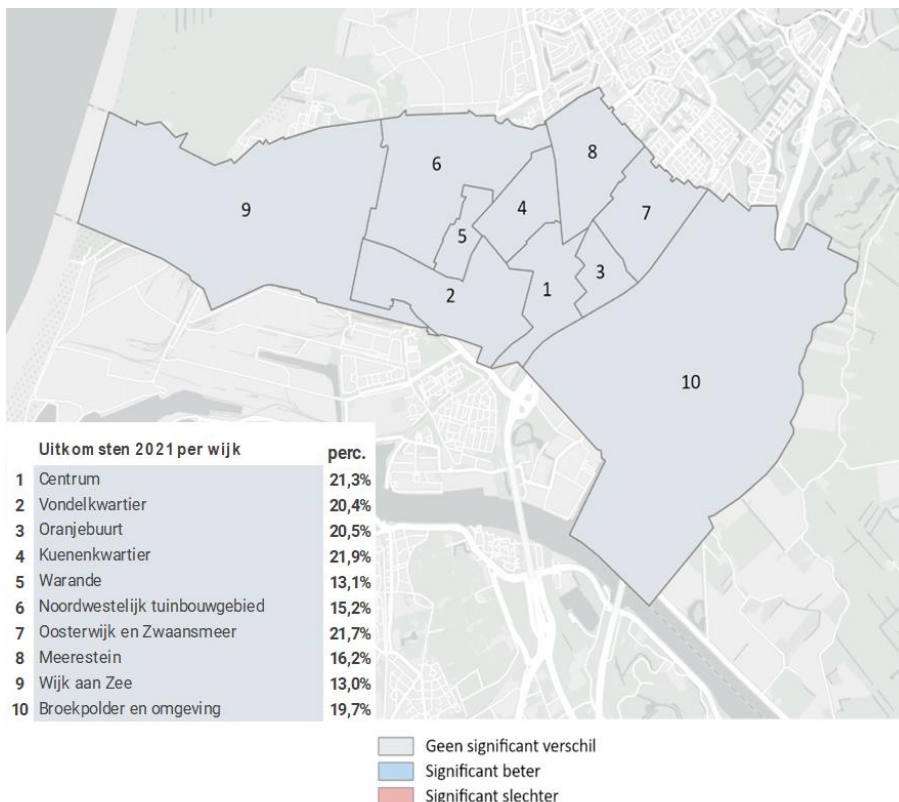 6
8
9
4
7
5
3
2
1
10
Uitkomsten 2021 per wijk perc.
1 Centrum 21,3%
2 Vondelkwartier 20,4%
3 Oranjebuurt 20,5%
4 Kuenenkwartier 21,9%
5 Warande 13,1%
6 Noordwestelijk tuinbouwgebied 15,2%
7 Oosterwijk en Zwaansmeer 21,7%
8 Meerestein 16,2%
9 Wijk aan Zee 13,0%
10 Broekpolder en omgeving 19,7%
Geen significant verschil
Significant beter
Significant slechter